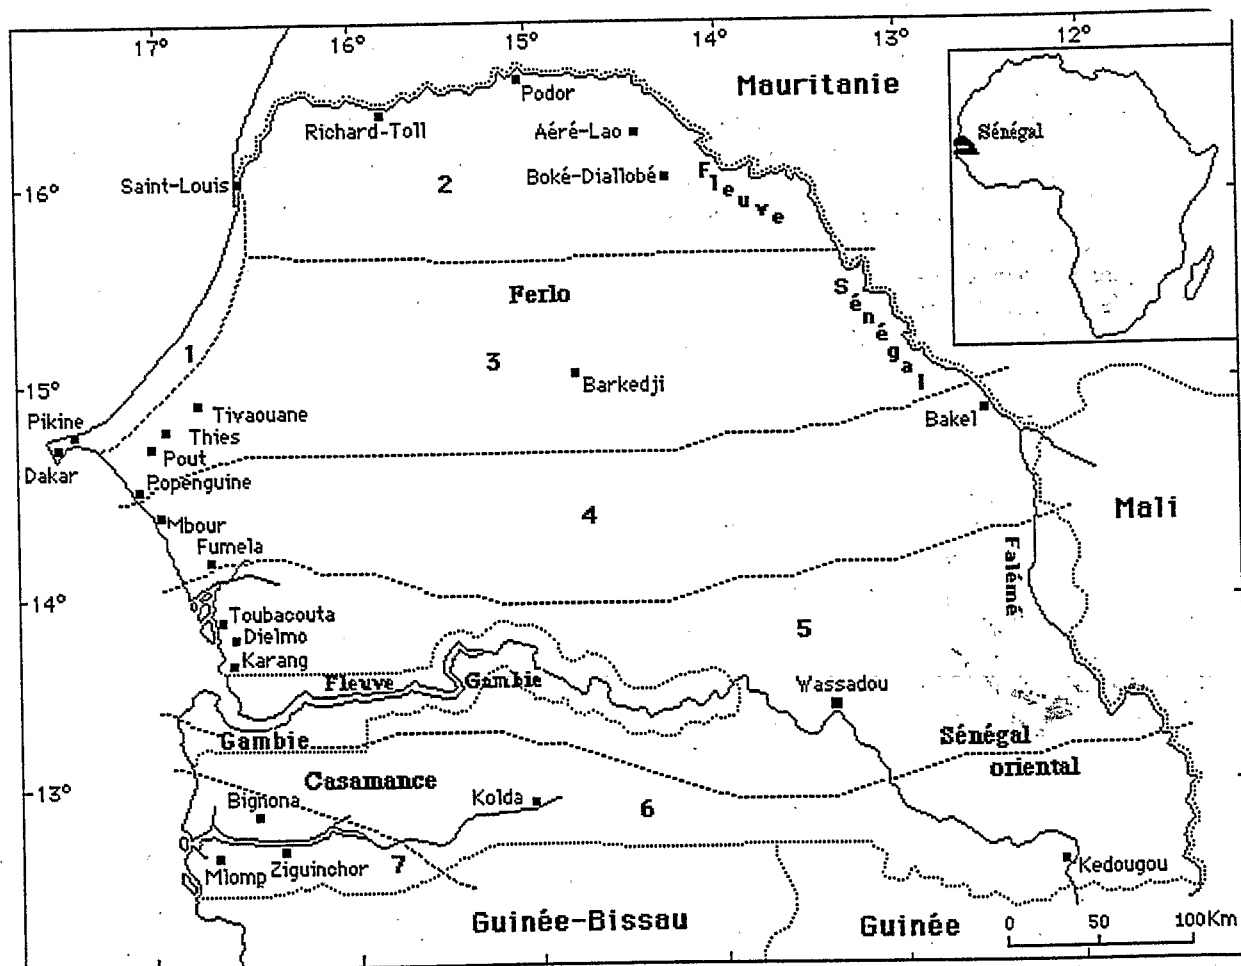 17° 16° 15° 14° 13° 12°
Mauritanie
Podor
Richard-Toll
Aéré-Lao
Sénégal
Saint-Louis
2
Boké-Diallobé
Fleuve
16°
Ferlo
Sénégal
1
3
Barkedji
15°
Pikine
Tivaouane
Bakel
Thies
Dakar
Pout
Popenguine
4
Mali
Mbour
Fumela
Falémé
14°
Toubacouta
5
Dielmo
Karang
Fleuve Gambie
Wassadou
Gambie
Sénégal
oriental
Casamance
13°
Bignona
Kolda
6
Mlomp
Ziguinchor
7
Kedougou
Guinée-Bissau
Guinée
0 50 100Km